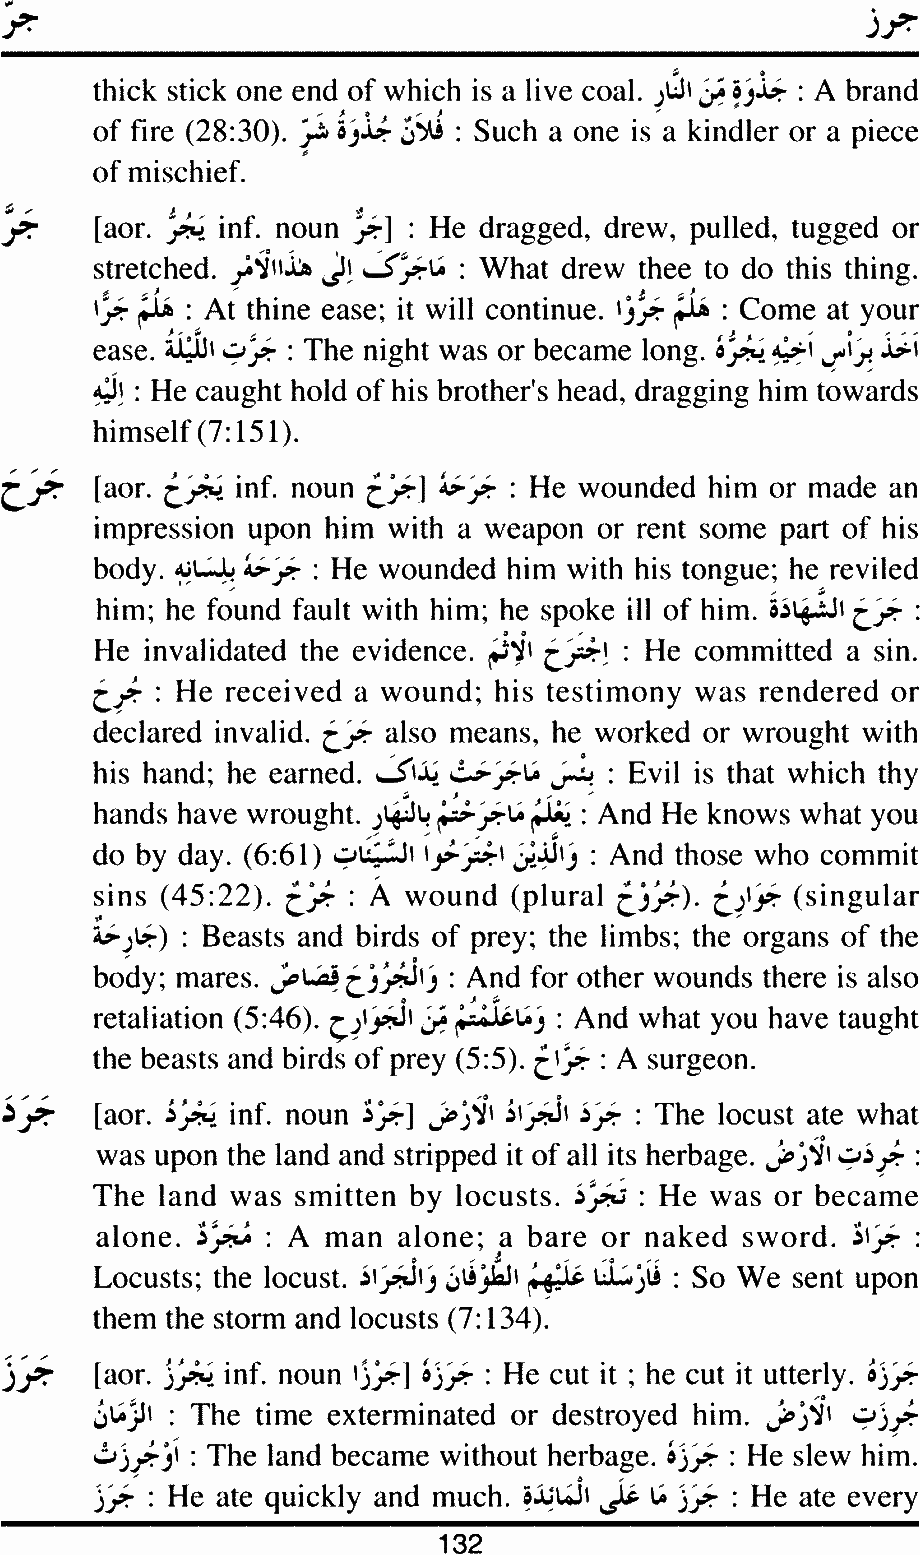 جرّ جرز
thick stick one end of which is a live coal. جَذْوَةٍ مِّنَ النَّارِ : A brand
of fire (28:30). فُلَانٌ جُذْوَةُ شَرٍّ : Such a one is a kindler or a piece
of mischief.
جَرَّ [aor. يَجُرُّ inf. noun جَرٌّ] : He dragged, drew, pulled, tugged or
stretched. مَاجَرَّكَ اِلٰى هٰذَاالْاَمْرِ : What drew thee to do this thing.
هَلُمَّ جَرًّا : At thine ease; it will continue. هَلُمَّ جَرُّوْا : Come at your
ease. جَرَّتِ اللَّيْلَةُ : The night was or became long. اَخَذَ بِرَأْسِ اَخِيْهِ يَجُرُّهٗ
اِلَيْهِ : He caught hold of his brother's head, dragging him towards
himself (7:151).
جَرَحَ [aor. يَجْرَحُ inf. noun جَرْحٌ] جَرَحَهٗ : He wounded him or made an
impression upon him with a weapon or rent some part of his
body. جَرَحَهٗ بِلِسَانِهٖ : He wounded him with his tongue; he reviled
him; he found fault with him; he spoke ill of him. جَرَحَ الشَّهَادَةَ :
He invalidated the evidence. اِجْتَرَحَ الْاِثْمَ : He committed a sin.
جُرِحَ : He received a wound; his testimony was rendered or
declared invalid. جَرَحَ also means, he worked or wrought with
his hand; he earned. بِئْسَ مَاجَرَحَتْ يَدَاكَ : Evil is that which thy
hands have wrought. يَعْلَمُ مَاجَرَحْتُمْ بِالنَّهَارِ : And He knows what you
do by day. (6:61) وَالَّذِيْنَ اجْتَرَحُوا السَّيِّئَاتِ : And those who commit
sins (45:22). جُرْحٌ : A wound (plural جُرُوْحٌ). جَوَارِحُ (singular
جَارِحَةٌ) : Beasts and birds of prey; the limbs; the organs of the
body; mares. وَالْجُرُوْحَ قِصَاصٌ : And for other wounds there is also
retaliation (5:46). وَمَاعَلَّمْتُمْ مِّنَ الْجَوَارِحِ : And what you have taught
the beasts and birds of prey (5:5). جَرَّاحٌ : A surgeon.
جَرَدَ [aor. يَجْرُدُ inf. noun جَرْدٌ] جَرَدَ الْجَرَادُ الْاَرْضَ : The locust ate what
was upon the land and stripped it of all its herbage. جُرِدَتِ الْاَرْضُ :
The land was smitten by locusts. تَجَرَّدَ : He was or became
alone. مُجَرَّدٌ : A man alone; a bare or naked sword. جَرَادٌ :
Locusts; the locust. فَاَرْسَلْنَا عَلَيْهِمُ الطُّوْفَانَ وَالْجَرَادَ : So We sent upon
them the storm and locusts (7:134).
جَرَزَ [aor. يَجْرُزُ inf. noun جَرْزًا] جَرَزَهٗ : He cut it ; he cut it utterly. جَرَزَهُ
الزَّمَانُ : The time exterminated or destroyed him. جُرِزَتِ الْاَرْضُ
اَوْجُرِزَتْ : The land became without herbage. جَرَزَهٗ : He slew him.
جَرَزَ : He ate quickly and much. جَرَزَ مَا عَلَى الْمَائِدَةِ : He ate every
132